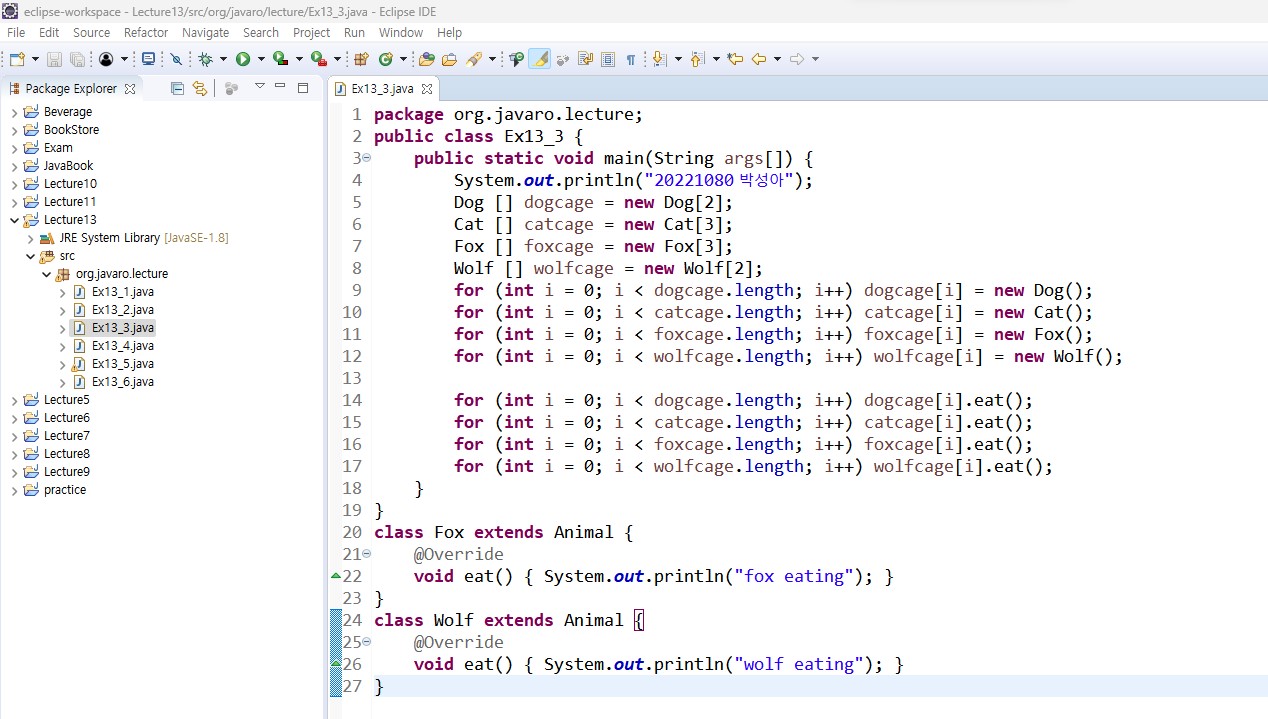 eclipse-workspace - Lecture13/src/org/javaro/lecture/Ex13_3.java - Eclipse IDE
File Edit Source Refactor Navigate Search Project Run Window Help
Package Explorer
Beverage
BookStore
Exam
JavaBook
Lecture10
Lecture11
Lecture13
JRE System Library [JavaSE-1.8]
src
org.javaro.lecture
Ex13_1.java
Ex13_2.java
Ex13_3.java
Ex13_4.java
Ex13_5.java
Ex13_6.java
Lecture5
Lecture6
Lecture7
Lecture8
Lecture9
practice
Ex13_3.java
1 package org.javaro.lecture;
2 public class Ex13_3 {
3 public static void main(String args[]) {
4 System.out.println("20221080 박성아");
5 Dog [] dogcage = new Dog[2];
6 Cat [] catcage = new Cat[3];
7 Fox [] foxcage = new Fox[3];
8 Wolf [] wolfcage = new Wolf[2];
9 for (int i = 0; i < dogcage.length; i++) dogcage[i] = new Dog();
10 for (int i = 0; i < catcage.length; i++) catcage[i] = new Cat();
11 for (int i = 0; i < foxcage.length; i++) foxcage[i] = new Fox();
12 for (int i = 0; i < wolfcage.length; i++) wolfcage[i] = new Wolf();
13
14 for (int i = 0; i < dogcage.length; i++) dogcage[i].eat();
15 for (int i = 0; i < catcage.length; i++) catcage[i].eat();
16 for (int i = 0; i < foxcage.length; i++) foxcage[i].eat();
17 for (int i = 0; i < wolfcage.length; i++) wolfcage[i].eat();
18 }
19 }
20 class Fox extends Animal {
21 @Override
22 void eat() { System.out.println("fox eating"); }
23 }
24 class Wolf extends Animal {
25 @Override
26 void eat() { System.out.println("wolf eating"); }
27 }